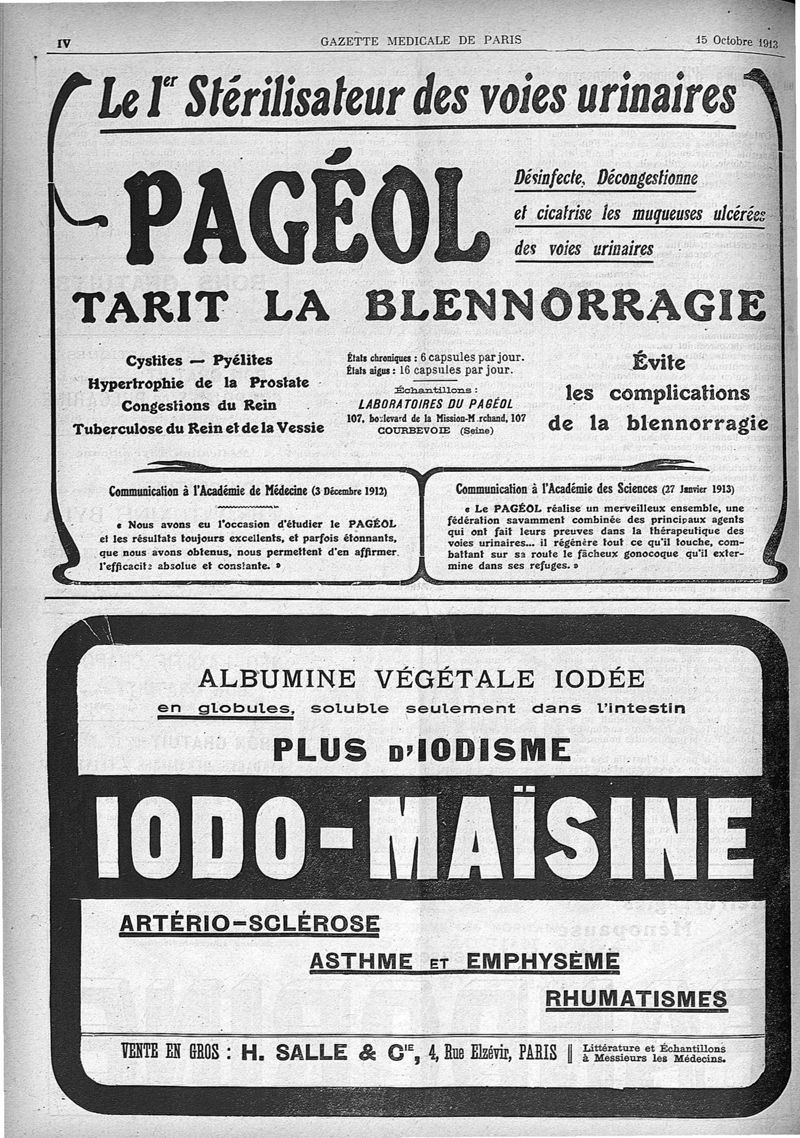 IV
GAZETTE MEDICALE DE PARIS
15 Octobre 1913
Le 1er Stérilisateur des voies urinaires
PAGÉOL
Désinfecte, Décongestionne
et cicatrise les muqueuses ulcérées
des voies urinaires
TARIT LA BLENNORRAGIE
Cystites — Pyélites
Hypertrophie de la Prostate
Congestions du Rein
Tuberculose du Rein et de la Vessie
États chroniques : 6 capsules par jour.
États aigus : 16 capsules par jour.
Échantillons :
LABORATOIRES DU PAGÉOL
107, boulevard de la Mission-M rchand, 107
COURBEVOIE (Seine)
Évite
les complications
de la blennorragie
Communication à l'Académie de Médecine (3 Décembre 1912)
« Nous avons eu l'occasion d'étudier le PAGÉOL
et les résultats toujours excellents, et parfois étonnants,
que nous avons obtenus, nous permettent d'en affirmer
l'efficacité absolue et constante. »
Communication à l'Académie des Sciences (27 Janvier 1913)
« Le PAGÉOL réalise un merveilleux ensemble, une
fédération savamment combinée des principaux agents
qui ont fait leurs preuves dans la thérapeutique des
voies urinaires... il régénère tout ce qu'il touche, com-
battant sur sa route le fâcheux gonocoque qu'il exter-
mine dans ses refuges. »
ALBUMINE VÉGÉTALE IODÉE
en globules, soluble seulement dans l'intestin
PLUS D'IODISME
IODO-MAÏSINE
ARTÉRIO-SCLÉROSE
ASTHME ET EMPHYSÈME
RHUMATISMES
VENTE EN GROS : H. SALLE & CIE, 4, Rue Elzévir, PARIS
Littérature et Échantillons
à Messieurs les Médecins.